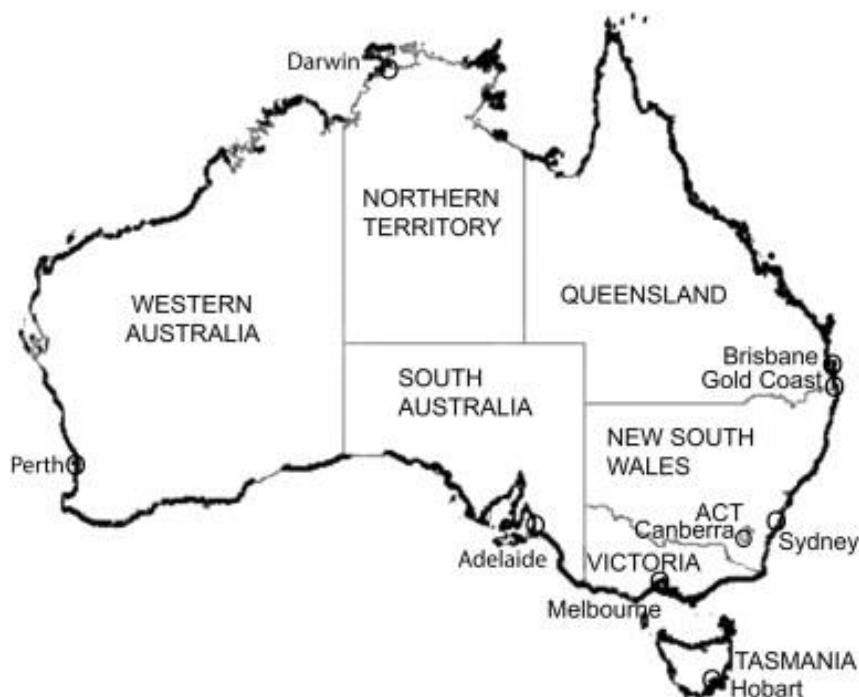 Darwin
NORTHERN
TERRITORY
WESTERN
AUSTRALIA
QUEENSLAND
Brisbane
Gold Coast
SOUTH
AUSTRALIA
NEW SOUTH
WALES
Perth
ACT
Canberra
Sydney
Adelaide
VICTORIA
Melbourne
TASMANIA
Hobart